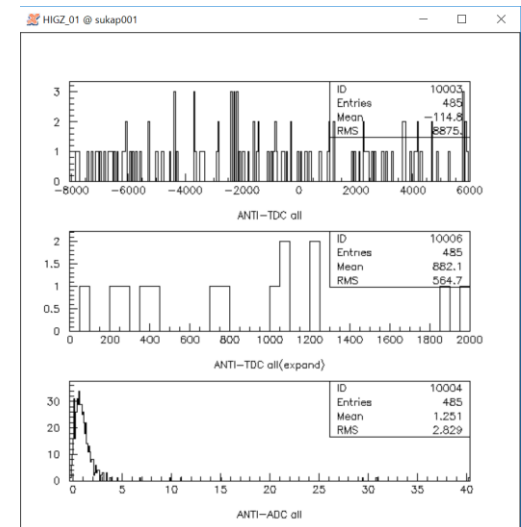 HIGZ_01 @ sukap001
ID 10003
Entries 485
Mean −114.8
RMS 8875.
3
2
1
0
−8000 −6000 −4000 −2000 0 2000 4000 6000
ANTI−TDC all
ID 10006
Entries 485
Mean 882.1
RMS 564.7
2
1.5
1
0.5
0
0 200 400 600 800 1000 1200 1400 1600 1800 2000
ANTI−TDC all(expand)
ID 10004
Entries 485
Mean 1.251
RMS 2.829
30
20
10
0
0 5 10 15 20 25 30 35 40
ANTI−ADC all